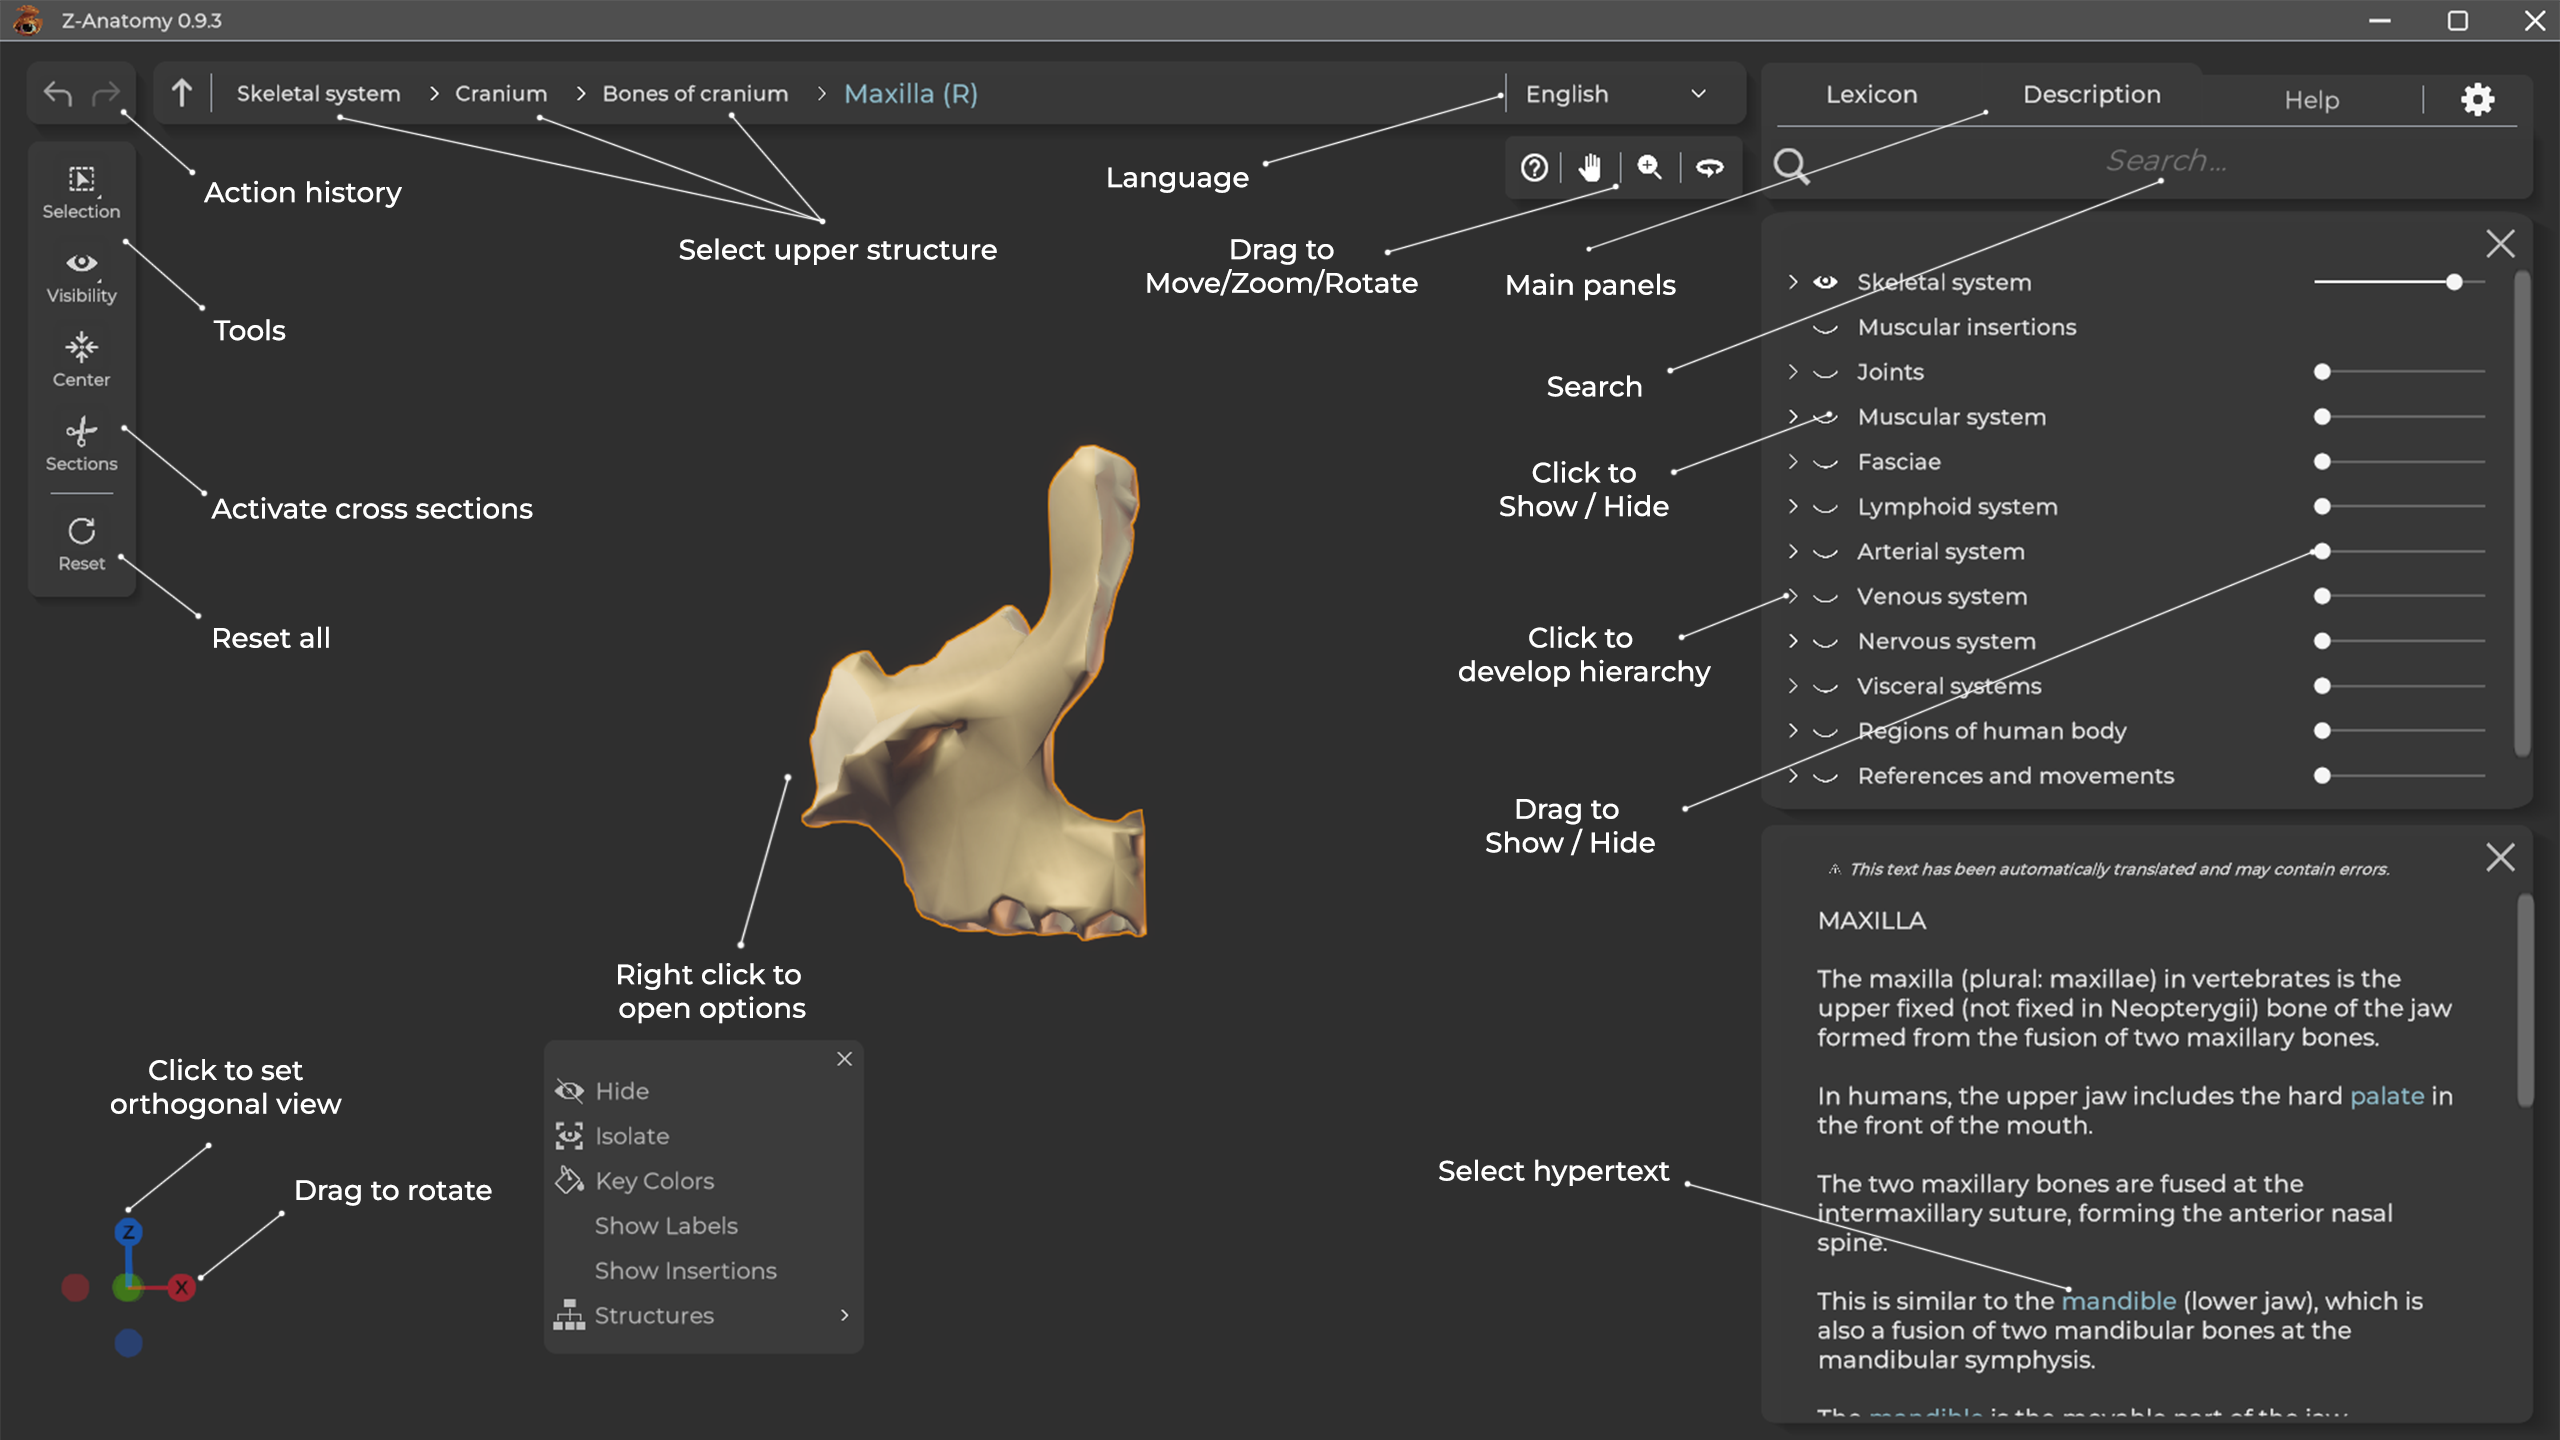 Z-Anatomy 0.9.3
Skeletal system > Cranium > Bones of cranium > Maxilla (R)
English
Lexicon
Description
Help
Search...
Selection
Visibility
Center
Sections
Reset
Action history
Tools
Activate cross sections
Reset all
Select upper structure
Language
Drag to
Move/Zoom/Rotate
Main panels
Search
Click to
Show / Hide
Click to
develop hierarchy
Drag to
Show / Hide
Skeletal system
Muscular insertions
Joints
Muscular system
Fasciae
Lymphoid system
Arterial system
Venous system
Nervous system
Visceral systems
Regions of human body
References and movements
Right click to
open options
Hide
Isolate
Key Colors
Show Labels
Show Insertions
Structures
Click to set
orthogonal view
Drag to rotate
Z
X
Select hypertext
⚠ This text has been automatically translated and may contain errors.
MAXILLA
The maxilla (plural: maxillae) in vertebrates is the
upper fixed (not fixed in Neopterygii) bone of the jaw
formed from the fusion of two maxillary bones.
In humans, the upper jaw includes the hard palate in
the front of the mouth.
The two maxillary bones are fused at the
intermaxillary suture, forming the anterior nasal
spine.
This is similar to the mandible (lower jaw), which is
also a fusion of two mandibular bones at the
mandibular symphysis.
The mandible is the movable part of the jaw.